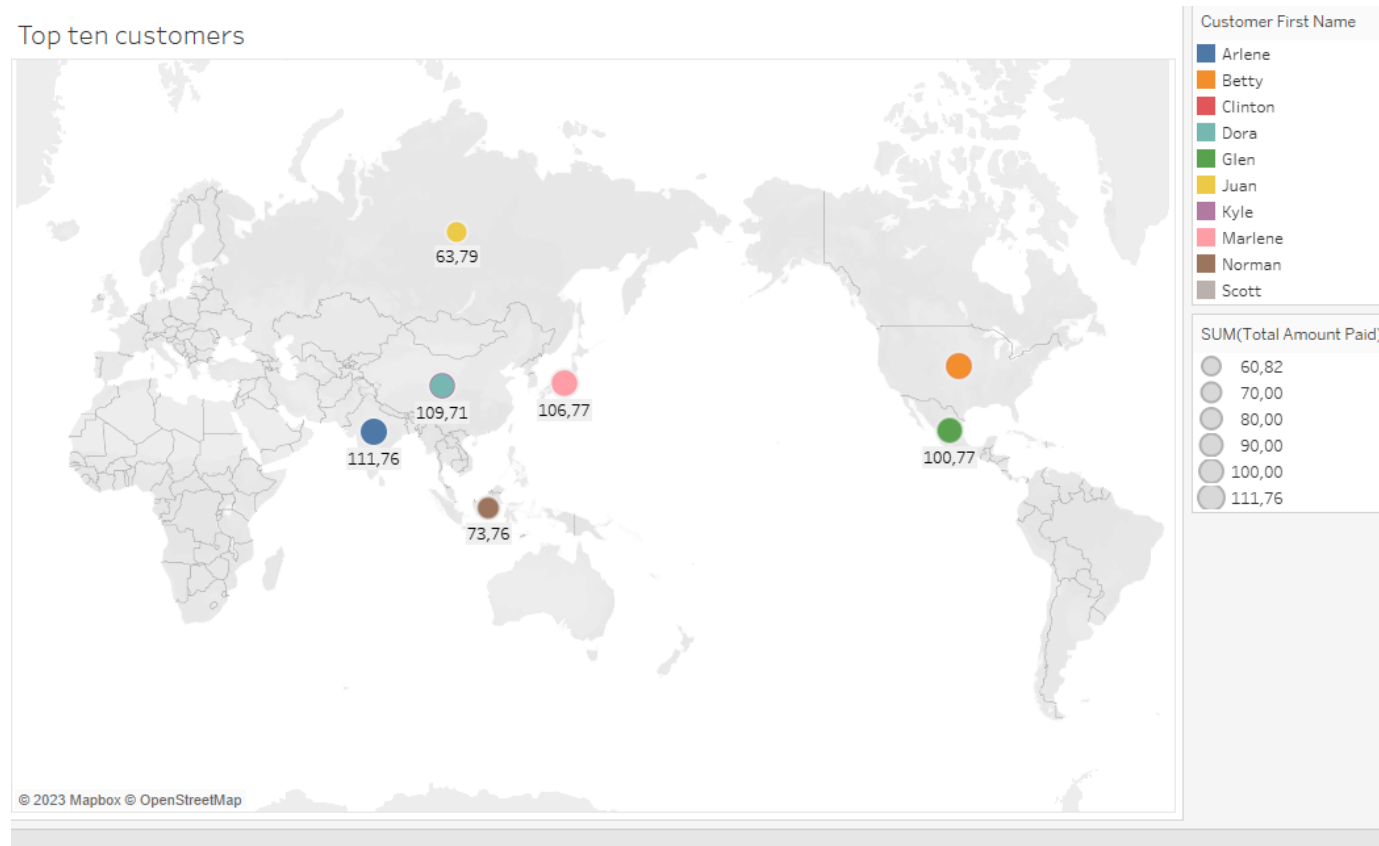 Top ten customers
63,79
109,71
106,77
111,76
100,77
73,76
© 2023 Mapbox © OpenStreetMap
Customer First Name
Arlene
Betty
Clinton
Dora
Glen
Juan
Kyle
Marlene
Norman
Scott
SUM(Total Amount Paid)
60,82
70,00
80,00
90,00
100,00
111,76